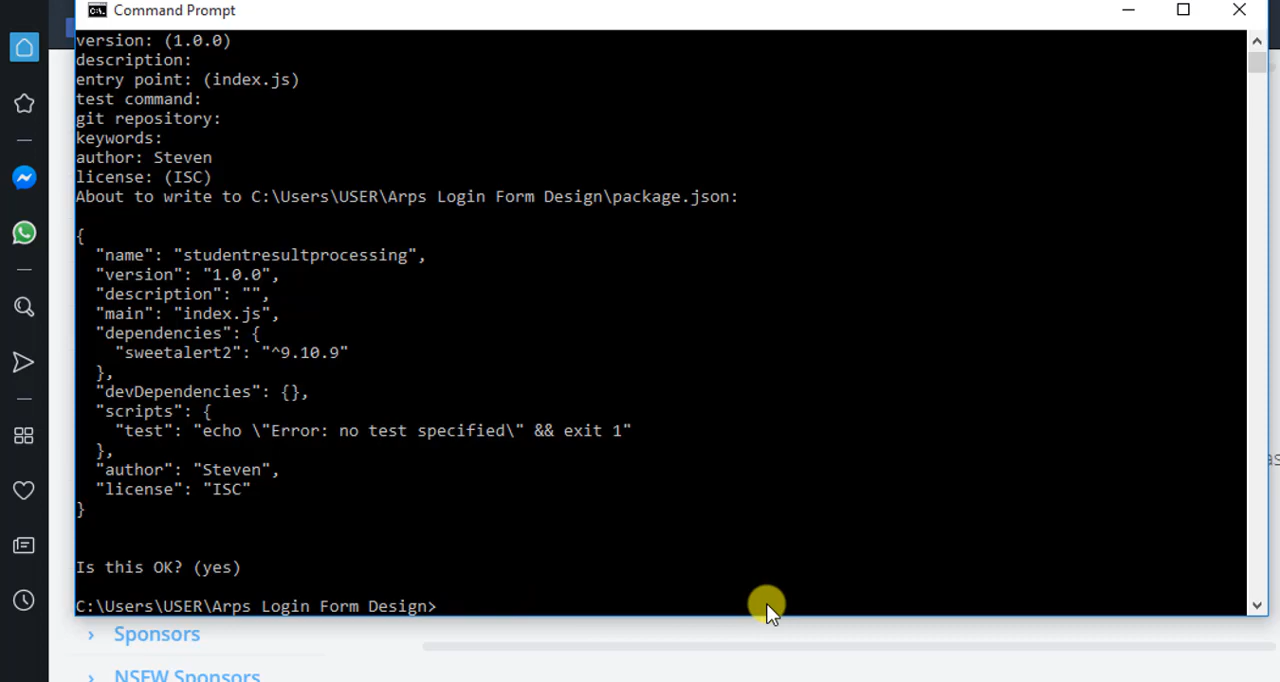 Command Prompt
version: (1.0.0)
description:
entry point: (index.js)
test command:
git repository:
keywords:
author: Steven
license: (ISC)
About to write to C:\Users\USER\Arps Login Form Design\package.json:
{
"name": "studentresultprocessing",
"version": "1.0.0",
"description": "",
"main": "index.js",
"dependencies": {
"sweetalert2": "^9.10.9"
},
"devDependencies": {},
"scripts": {
"test": "echo \"Error: no test specified\" && exit 1"
},
"author": "Steven",
"license": "ISC"
}
Is this OK? (yes)
C:\Users\USER\Arps Login Form Design>
› Sponsors
› NSFW Sponsors